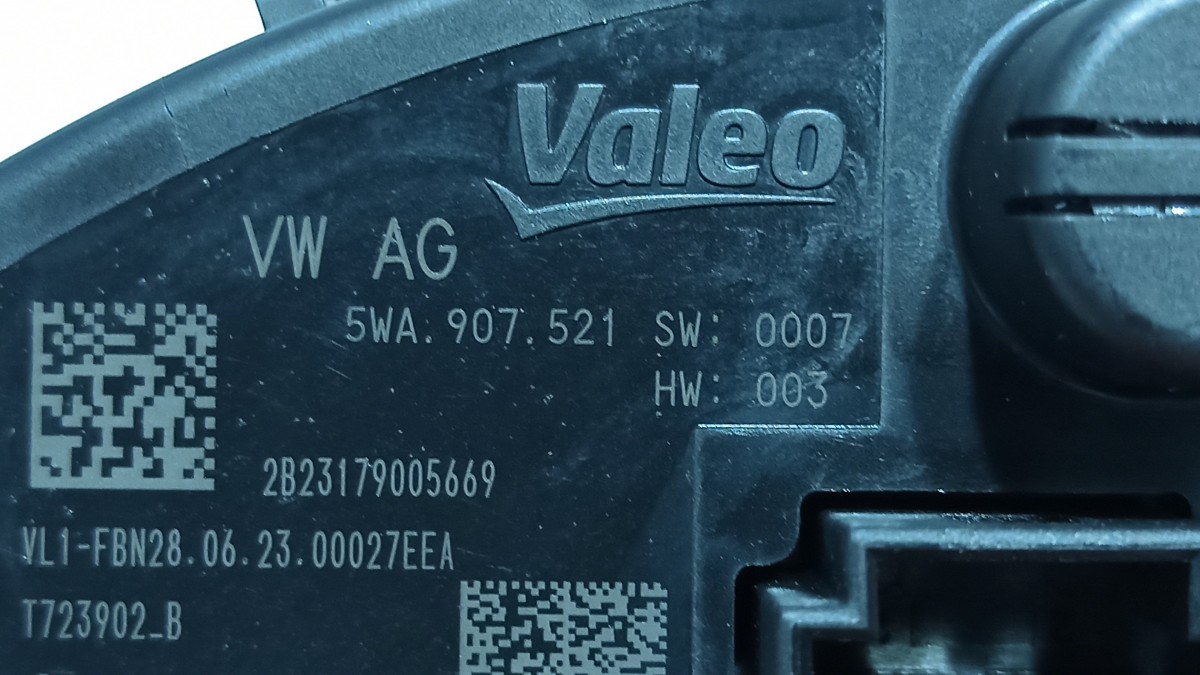 Valeo
VW AG
5WA.907.521 SW: 0007
HW: 003
2B23179005669
VL1-FBN28.06.23.00027EEA
T723902_B